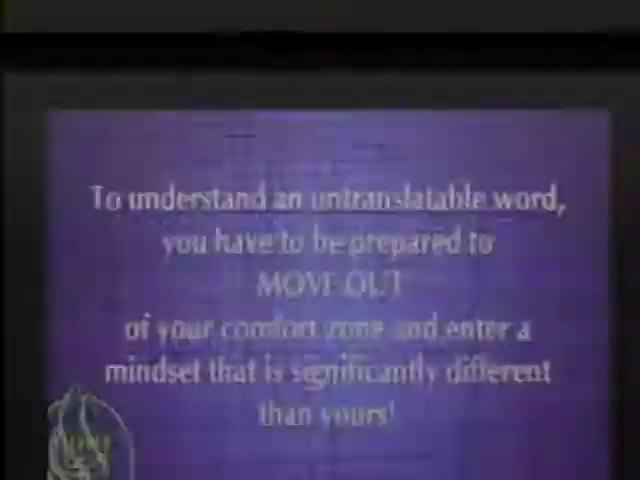 To understand an untranslatable word,
you have to be prepared to
MOVE OUT
of your comfort zone and enter a
mindset that is significantly different
than yours!